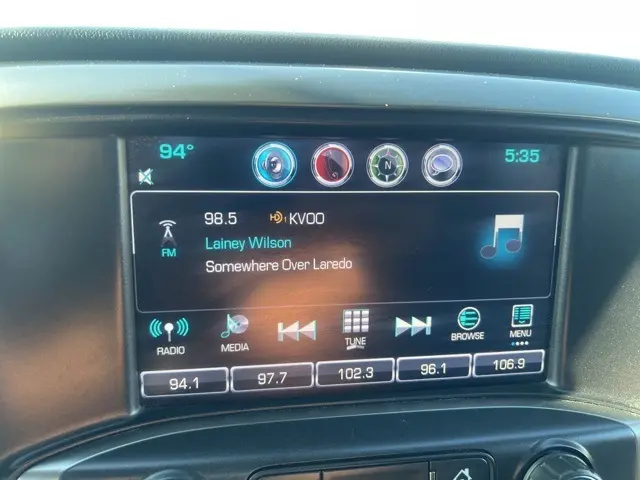 94° 5:35
N
98.5 HD1 KVOO
FM
Lainey Wilson
Somewhere Over Laredo
RADIO MEDIA TUNE BROWSE MENU
94.1 97.7 102.3 96.1 106.9